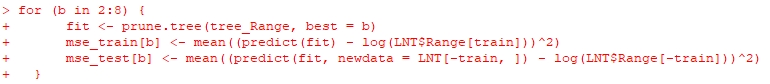 > for (b in 2:8) {
+ fit <- prune.tree(tree_Range, best = b)
+ mse_train[b] <- mean((predict(fit) - log(LNT$Range[train]))^2)
+ mse_test[b] <- mean((predict(fit, newdata = LNT[-train, ]) - log(LNT$Range[-train]))^2)
+ }